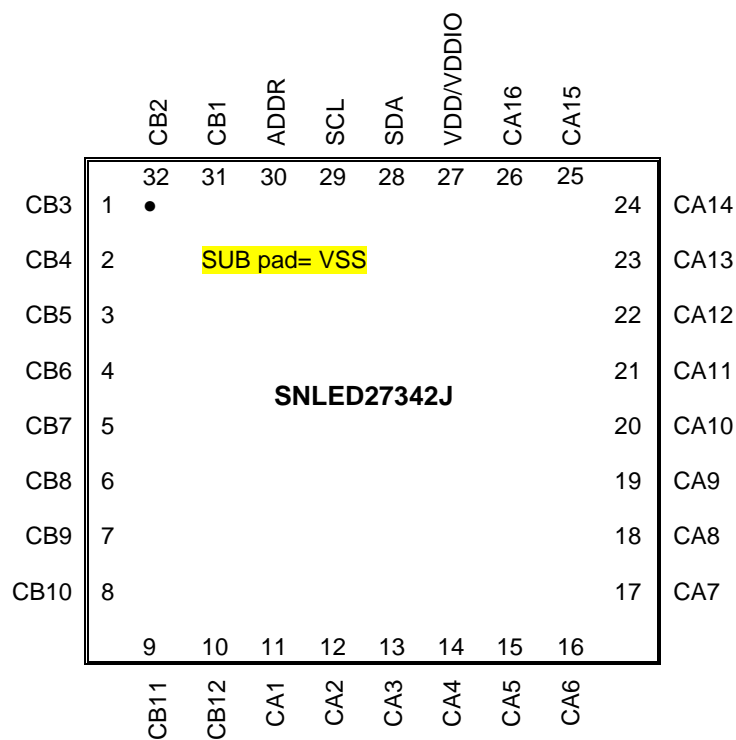 CB2 CB1 ADDR SCL SDA VDD/VDDIO CA16 CA15
32 31 30 29 28 27 26 25
CB3 1 ● 24 CA14
CB4 2 SUB pad= VSS 23 CA13
CB5 3 22 CA12
CB6 4 21 CA11
SNLED27342J
CB7 5 20 CA10
CB8 6 19 CA9
CB9 7 18 CA8
CB10 8 17 CA7
9 10 11 12 13 14 15 16
CB11 CB12 CA1 CA2 CA3 CA4 CA5 CA6